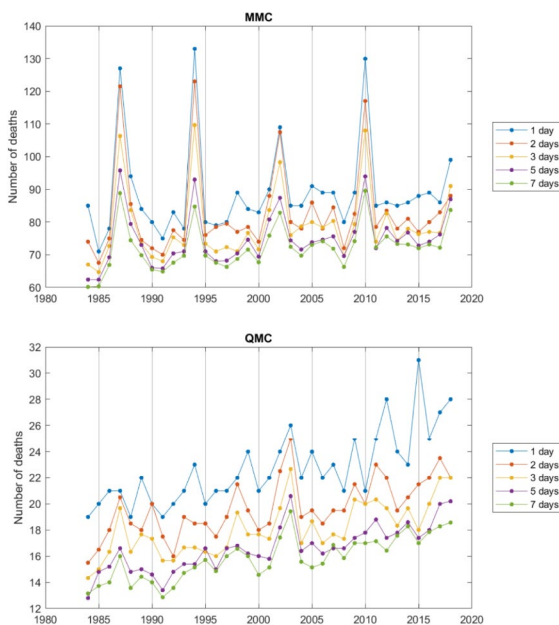 MMC
140
130
120
110
100
90
80
70
60
Number of deaths
1980 1985 1990 1995 2000 2005 2010 2015 2020
1 day
2 days
3 days
5 days
7 days
QMC
32
30
28
26
24
22
20
18
16
14
12
Number of deaths
1980 1985 1990 1995 2000 2005 2010 2015 2020
1 day
2 days
3 days
5 days
7 days